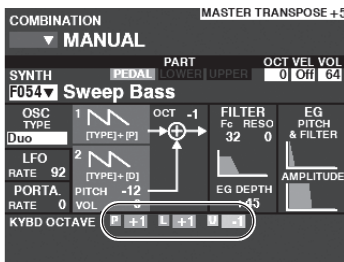 COMBINATION
MASTER TRANSPOSE +5
▼ MANUAL
PART
OCT VEL VOL
SYNTH
PEDAL LOWER UPPER
0 Off 64
F054▼ Sweep Bass
OSC TYPE
Duo
1
[TYPE]+[P]
OCT -1
FILTER
Fc RESO
32 0
EG
PITCH
& FILTER
LFO
RATE 92
2
[TYPE]+[D]
AMPLITUDE
PORTA.
RATE 0
PITCH -12
VOL
EG DEPTH
+45
KYBD OCTAVE P +1 L +1 U -1